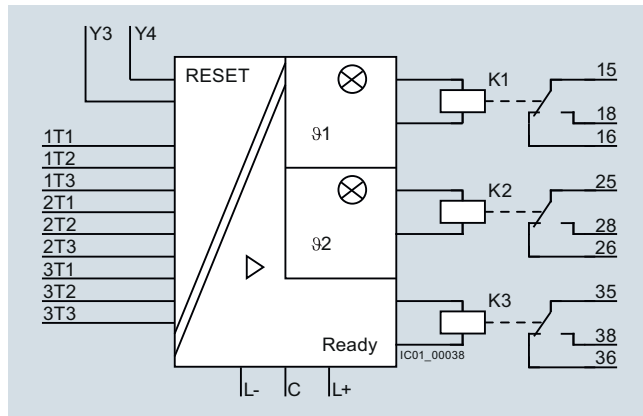 Y3 Y4
RESET
K1
15
18
16
ϑ1
1T1
1T2
1T3
2T1
2T2
2T3
3T1
3T2
3T3
K2
25
28
26
ϑ2
K3
35
38
36
Ready
IC01_00038
L- C L+